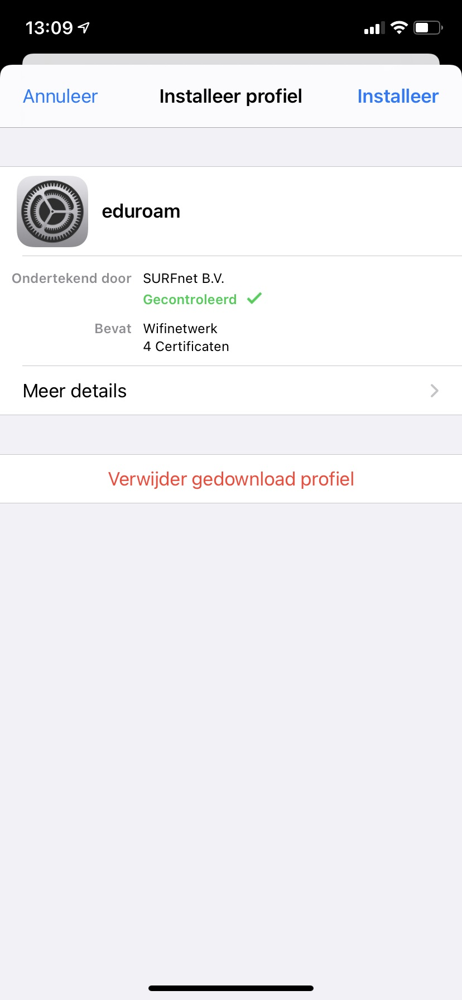 13:09
Annuleer Installeer profiel Installeer
eduroam
Ondertekend door SURFnet B.V.
Gecontroleerd
Bevat Wifinetwerk
4 Certificaten
Meer details
Verwijder gedownload profiel